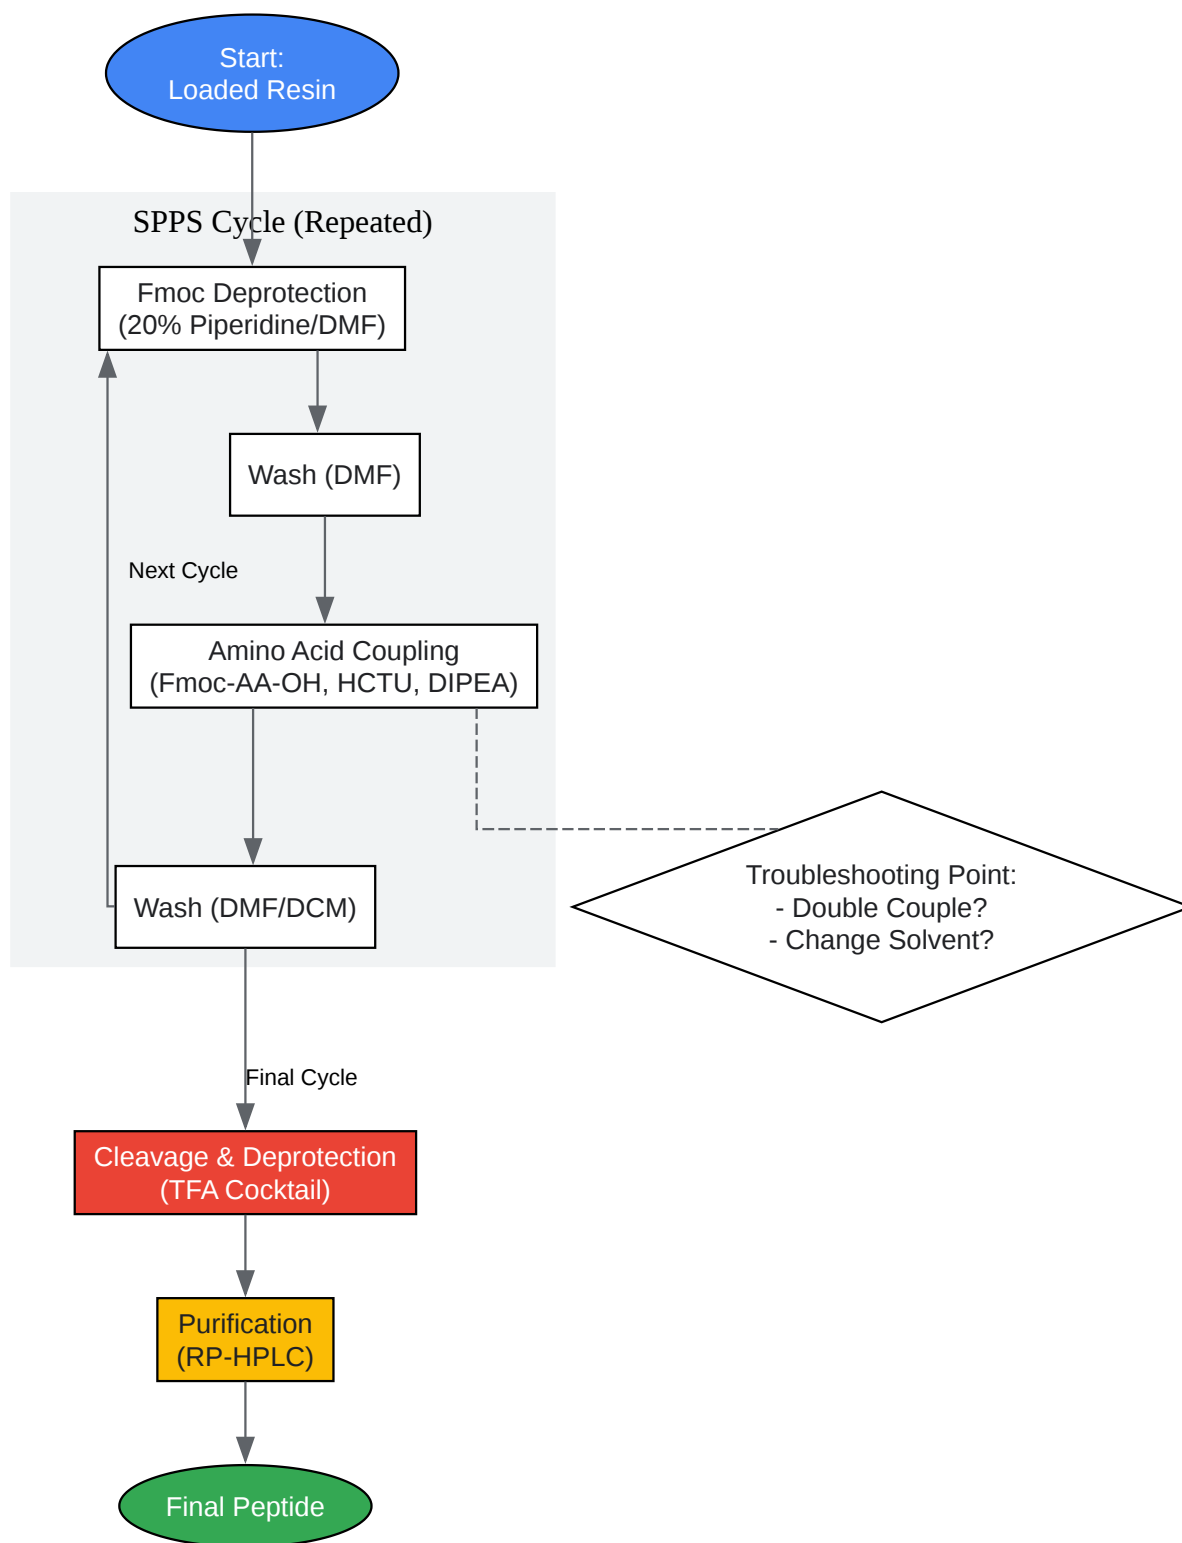 Start:
Loaded Resin
SPPS Cycle (Repeated)
Fmoc Deprotection
(20% Piperidine/DMF)
Wash (DMF)
Next Cycle
Amino Acid Coupling
(Fmoc-AA-OH, HCTU, DIPEA)
Troubleshooting Point:
- Double Couple?
- Change Solvent?
Wash (DMF/DCM)
Final Cycle
Cleavage & Deprotection
(TFA Cocktail)
Purification
(RP-HPLC)
Final Peptide